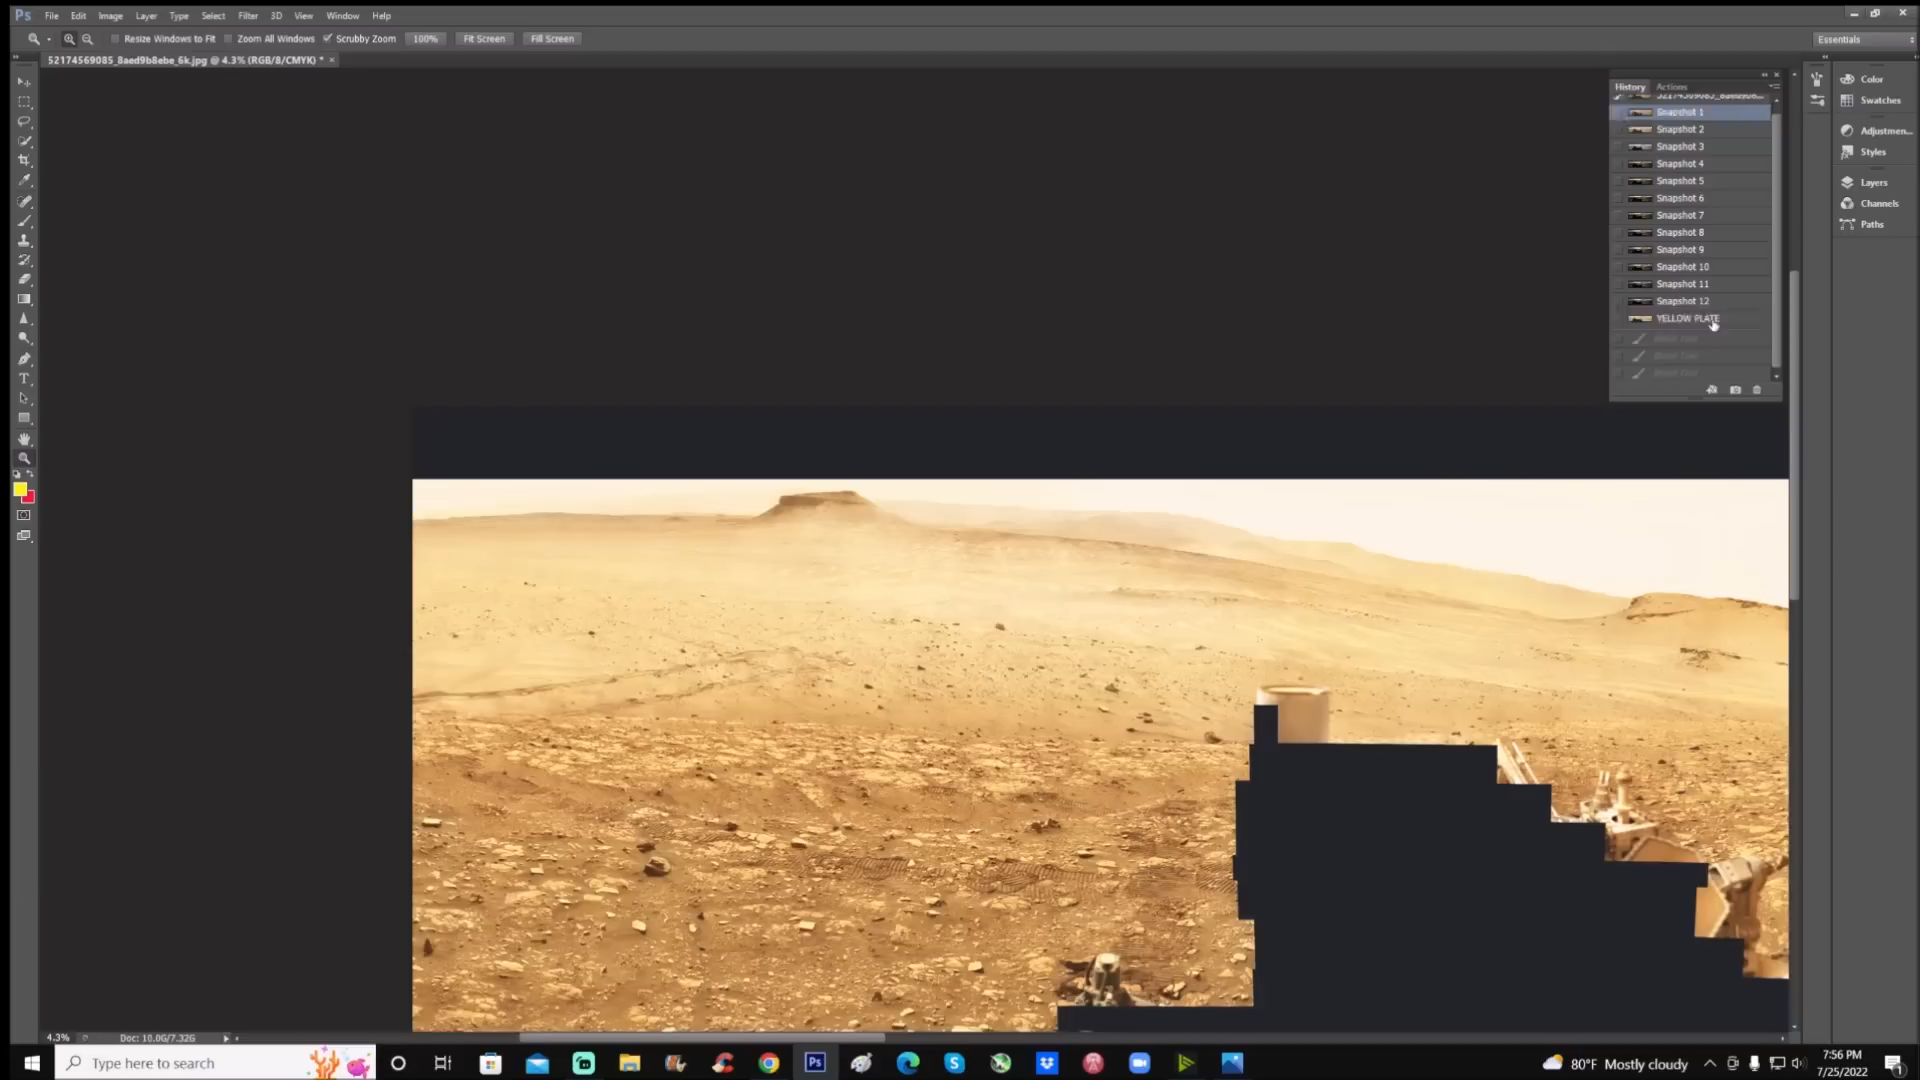 Ps File Edit Image Layer Type Select Filter 3D View Window Help
Resize Windows to Fit Zoom All Windows Scrubby Zoom 100% Fit Screen Fill Screen Essentials
52174569085_8aed9b8ebe_6k.jpg @ 4.3% (RGB/8/CMYK) *
History Actions
Snapshot 1
Snapshot 2
Snapshot 3
Snapshot 4
Snapshot 5
Snapshot 6
Snapshot 7
Snapshot 8
Snapshot 9
Snapshot 10
Snapshot 11
Snapshot 12
YELLOW PLATE
Color
Swatches
Adjustmen...
Styles
Layers
Channels
Paths
4.3% Doc: 10.0G/7.32G
Type here to search
Ps
80°F Mostly cloudy
7:56 PM
7/25/2022
1